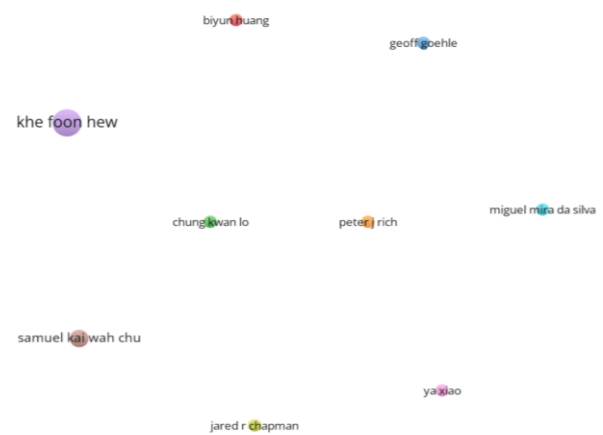 biyun huang
geoff goehle
khe foon hew
miguel mira da silva
chung kwan lo
peter j rich
samuel kai wah chu
ya xiao
jared r chapman